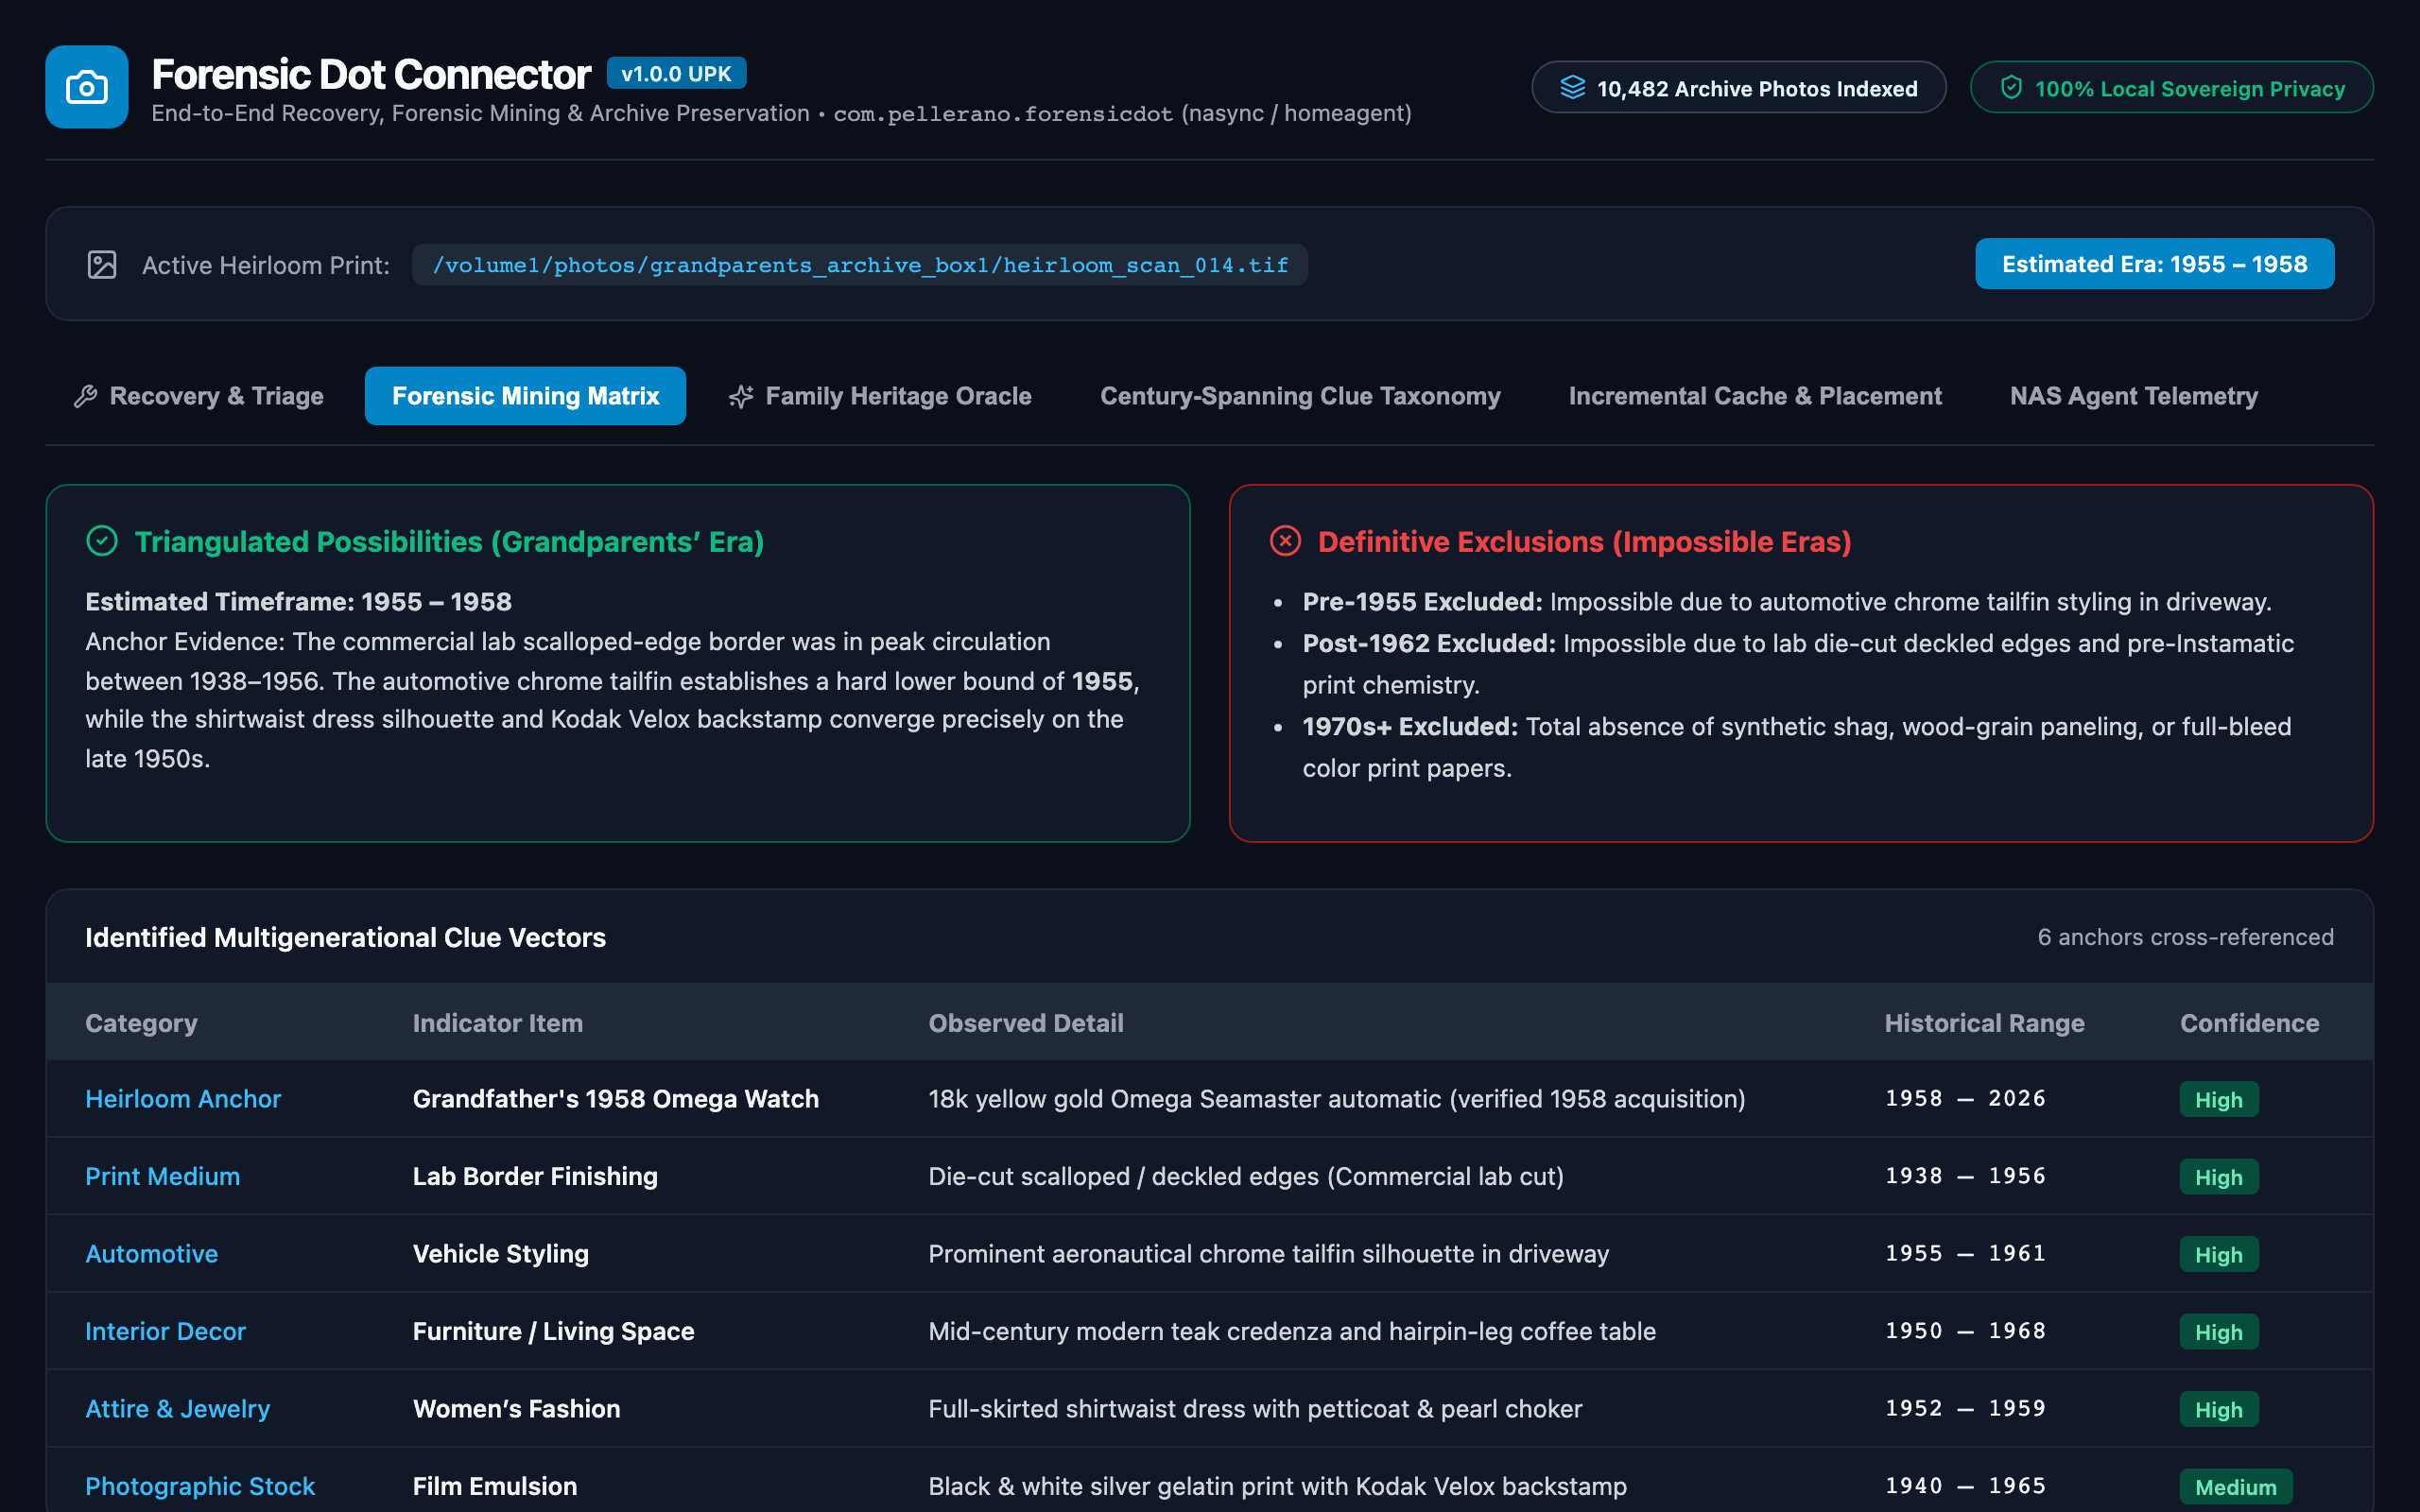 Forensic Dot Connector v1.0.0 UPK
End-to-End Recovery, Forensic Mining & Archive Preservation • com.pellerano.forensicdot (nasync / homeagent)
10,482 Archive Photos Indexed
100% Local Sovereign Privacy
Active Heirloom Print: /volume1/photos/grandparents_archive_box1/heirloom_scan_014.tif
Estimated Era: 1955 – 1958
Recovery & Triage
Forensic Mining Matrix
Family Heritage Oracle
Century-Spanning Clue Taxonomy
Incremental Cache & Placement
NAS Agent Telemetry
Triangulated Possibilities (Grandparents’ Era)
Estimated Timeframe: 1955 – 1958
Anchor Evidence: The commercial lab scalloped-edge border was in peak circulation
between 1938–1956. The automotive chrome tailfin establishes a hard lower bound of 1955,
while the shirtwaist dress silhouette and Kodak Velox backstamp converge precisely on the
late 1950s.
Definitive Exclusions (Impossible Eras)
• Pre-1955 Excluded: Impossible due to automotive chrome tailfin styling in driveway.
• Post-1962 Excluded: Impossible due to lab die-cut deckled edges and pre-Instamatic
print chemistry.
• 1970s+ Excluded: Total absence of synthetic shag, wood-grain paneling, or full-bleed
color print papers.
Identified Multigenerational Clue Vectors
6 anchors cross-referenced
Category Indicator Item Observed Detail Historical Range Confidence
Heirloom Anchor Grandfather's 1958 Omega Watch 18k yellow gold Omega Seamaster automatic (verified 1958 acquisition) 1958 – 2026 High
Print Medium Lab Border Finishing Die-cut scalloped / deckled edges (Commercial lab cut) 1938 – 1956 High
Automotive Vehicle Styling Prominent aeronautical chrome tailfin silhouette in driveway 1955 – 1961 High
Interior Decor Furniture / Living Space Mid-century modern teak credenza and hairpin-leg coffee table 1950 – 1968 High
Attire & Jewelry Women’s Fashion Full-skirted shirtwaist dress with petticoat & pearl choker 1952 – 1959 High
Photographic Stock Film Emulsion Black & white silver gelatin print with Kodak Velox backstamp 1940 – 1965 Medium